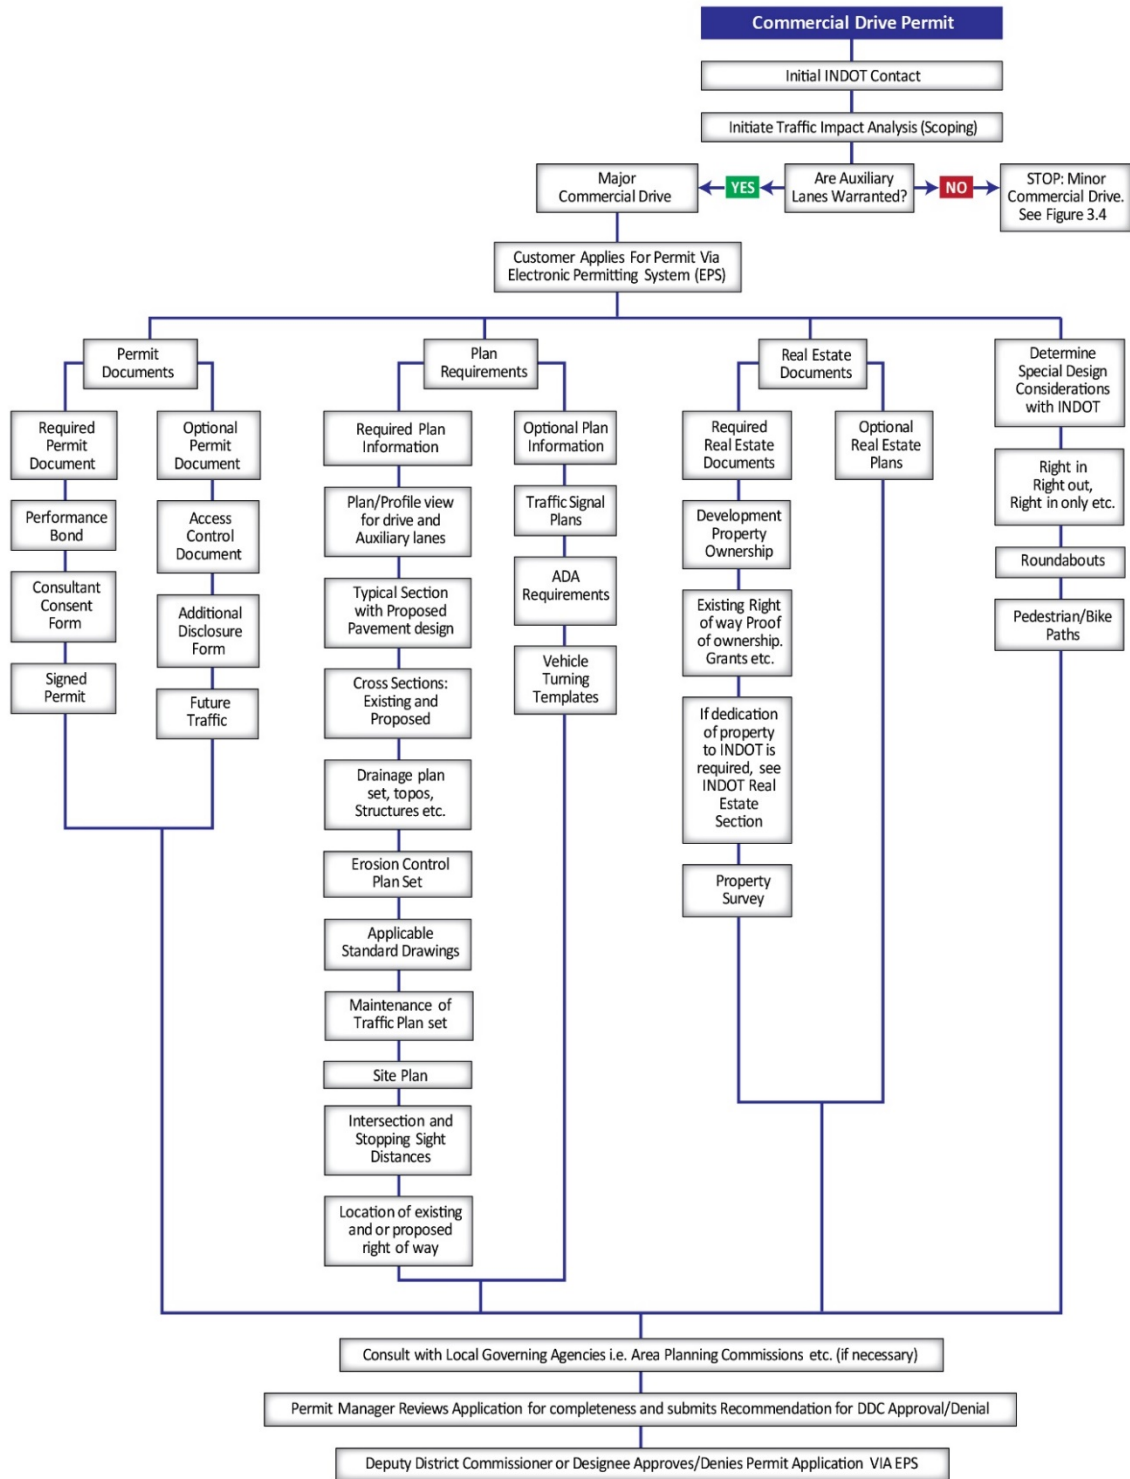 Commercial Drive Permit
Initial INDOT Contact
Initiate Traffic Impact Analysis (Scoping)
Major
Commercial Drive
YES
Are Auxiliary
Lanes Warranted?
NO
STOP: Minor
Commercial Drive.
See Figure 3.4
Customer Applies For Permit Via
Electronic Permitting System (EPS)
Permit
Documents
Required
Permit
Document
Performance
Bond
Consultant
Consent
Form
Signed
Permit
Optional
Permit
Document
Access
Control
Document
Additional
Disclosure
Form
Future
Traffic
Plan
Requirements
Required Plan
Information
Plan/Profile view
for drive and
Auxiliary lanes
Typical Section
with Proposed
Pavement design
Cross Sections:
Existing and
Proposed
Drainage plan
set, topos,
Structures etc.
Erosion Control
Plan Set
Applicable
Standard Drawings
Maintenance of
Traffic Plan set
Site Plan
Intersection and
Stopping Sight
Distances
Location of existing
and or proposed
right of way
Optional Plan
Information
Traffic Signal
Plans
ADA
Requirements
Vehicle
Turning
Templates
Real Estate
Documents
Required
Real Estate
Documents
Development
Property
Ownership
Existing Right
of way Proof
of ownership.
Grants etc.
If dedication
of property
to INDOT is
required, see
INDOT Real
Estate
Section
Property
Survey
Optional
Real Estate
Plans
Determine
Special Design
Considerations
with INDOT
Right in
Right out,
Right in only etc.
Roundabouts
Pedestrian/Bike
Paths
Consult with Local Governing Agencies i.e. Area Planning Commissions etc. (if necessary)
Permit Manager Reviews Application for completeness and submits Recommendation for DDC Approval/Denial
Deputy District Commissioner or Designee Approves/Denies Permit Application VIA EPS